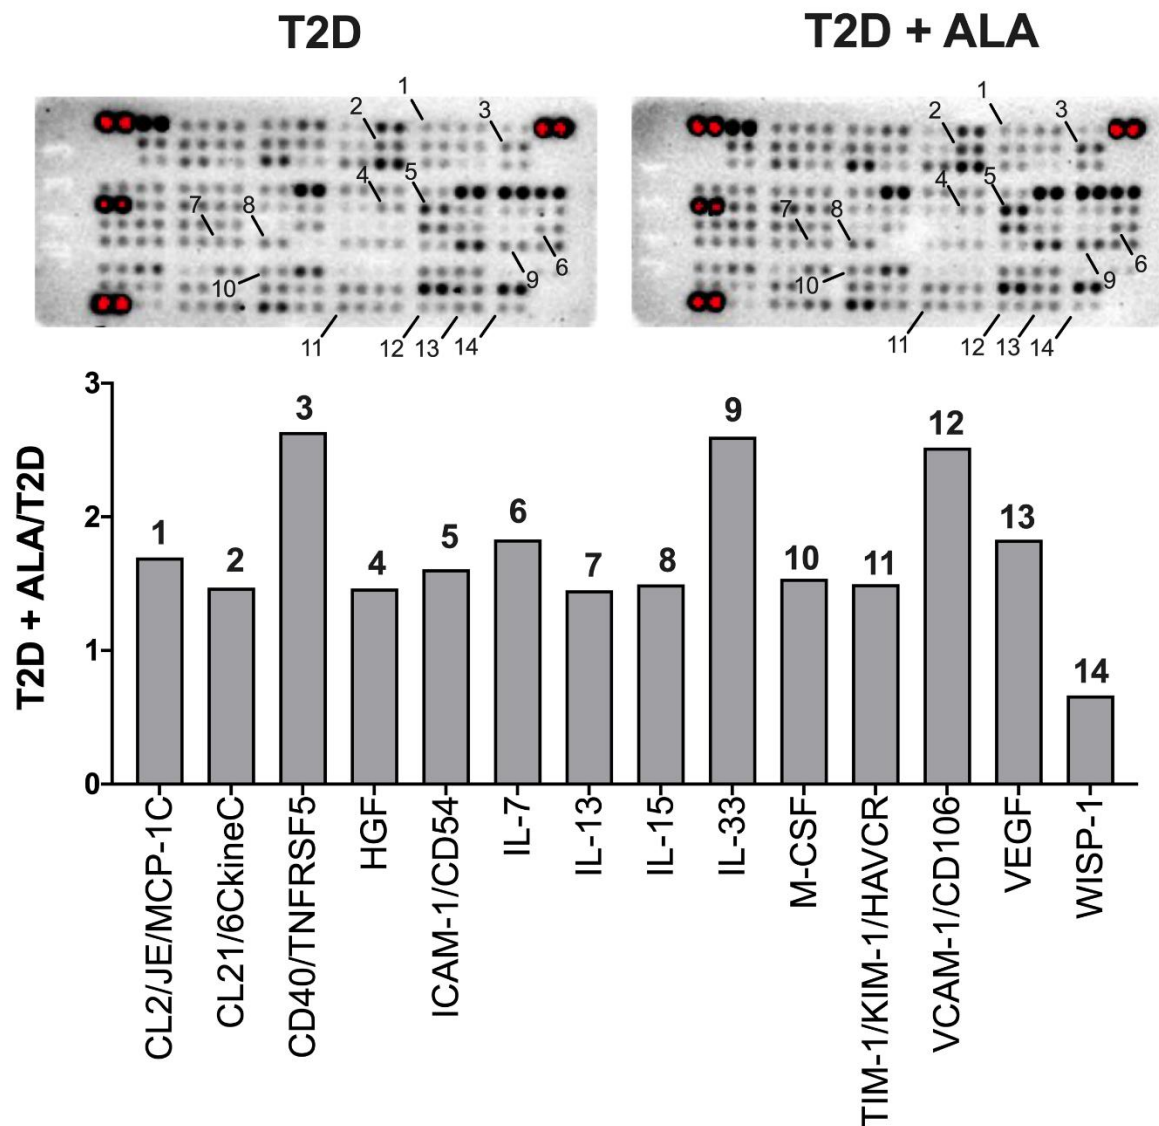 T2D
T2D + ALA
1
2
3
4
5
7
8
6
9
10
11
12
13
14
1
2
3
4
5
7
8
6
9
10
11
12
13
14
T2D + ALA/T2D
3
2
1
0
1
2
3
4
5
6
7
8
9
10
11
12
13
14
CL2/JE/MCP-1C
CL21/6CkineC
CD40/TNFRSF5
HGF
ICAM-1/CD54
IL-7
IL-13
IL-15
IL-33
M-CSF
TIM-1/KIM-1/HAVCR
VCAM-1/CD106
VEGF
WISP-1